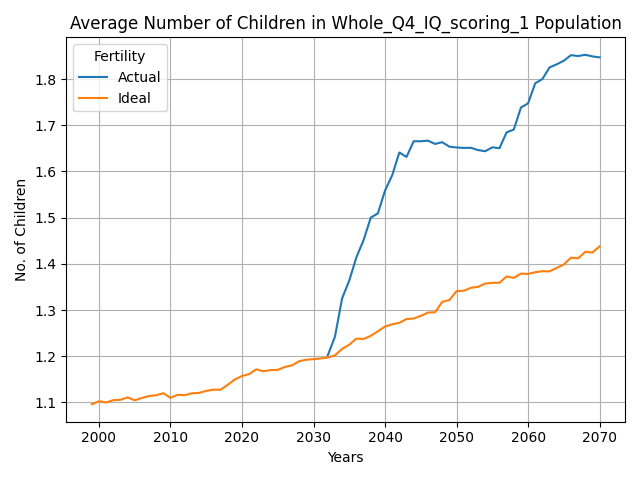 Average Number of Children in Whole_Q4_IQ_scoring_1 Population
Fertility
Actual
Ideal
No. of Children
1.8
1.7
1.6
1.5
1.4
1.3
1.2
1.1
2000 2010 2020 2030 2040 2050 2060 2070
Years